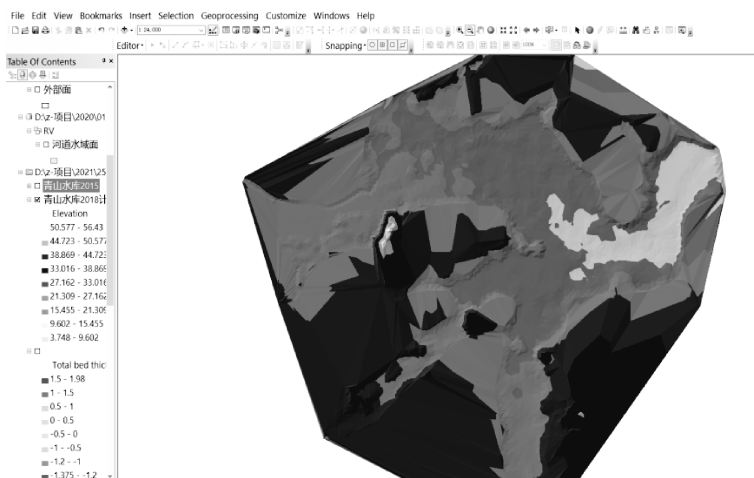 File Edit View Bookmarks Insert Selection Geoprocessing Customize Windows Help
1:24,000
Editor
Snapping
100%
Table Of Contents
外部面
D:\z-项目\2020\01
RV
河道水域面
D:\z-项目\2021\25
青山水库2015
青山水库2018计
Elevation
50.577 - 56.43
44.723 - 50.577
38.869 - 44.723
33.016 - 38.869
27.162 - 33.016
21.309 - 27.162
15.455 - 21.309
9.602 - 15.455
3.748 - 9.602
Total bed thic
1.5 - 1.98
1 - 1.5
0.5 - 1
0 - 0.5
-0.5 - 0
-1 - -0.5
-1.2 - -1
-1.375 - -1.2